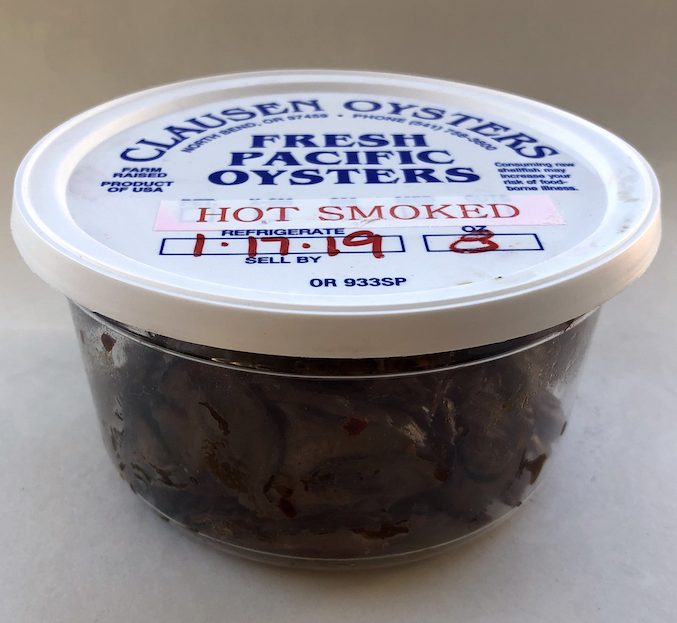 CLAUSEN OYSTERS
NORTH BEND, OR 97459 • PHONE (541) 756-3600
FRESH
PACIFIC
OYSTERS
FARM
RAISED
PRODUCT
OF USA
Consuming raw
shellfish may
increase your
risk of food-
borne illness.
HOT SMOKED
REFRIGERATE
OZ
1·17·19
8
SELL BY
OR 933SP